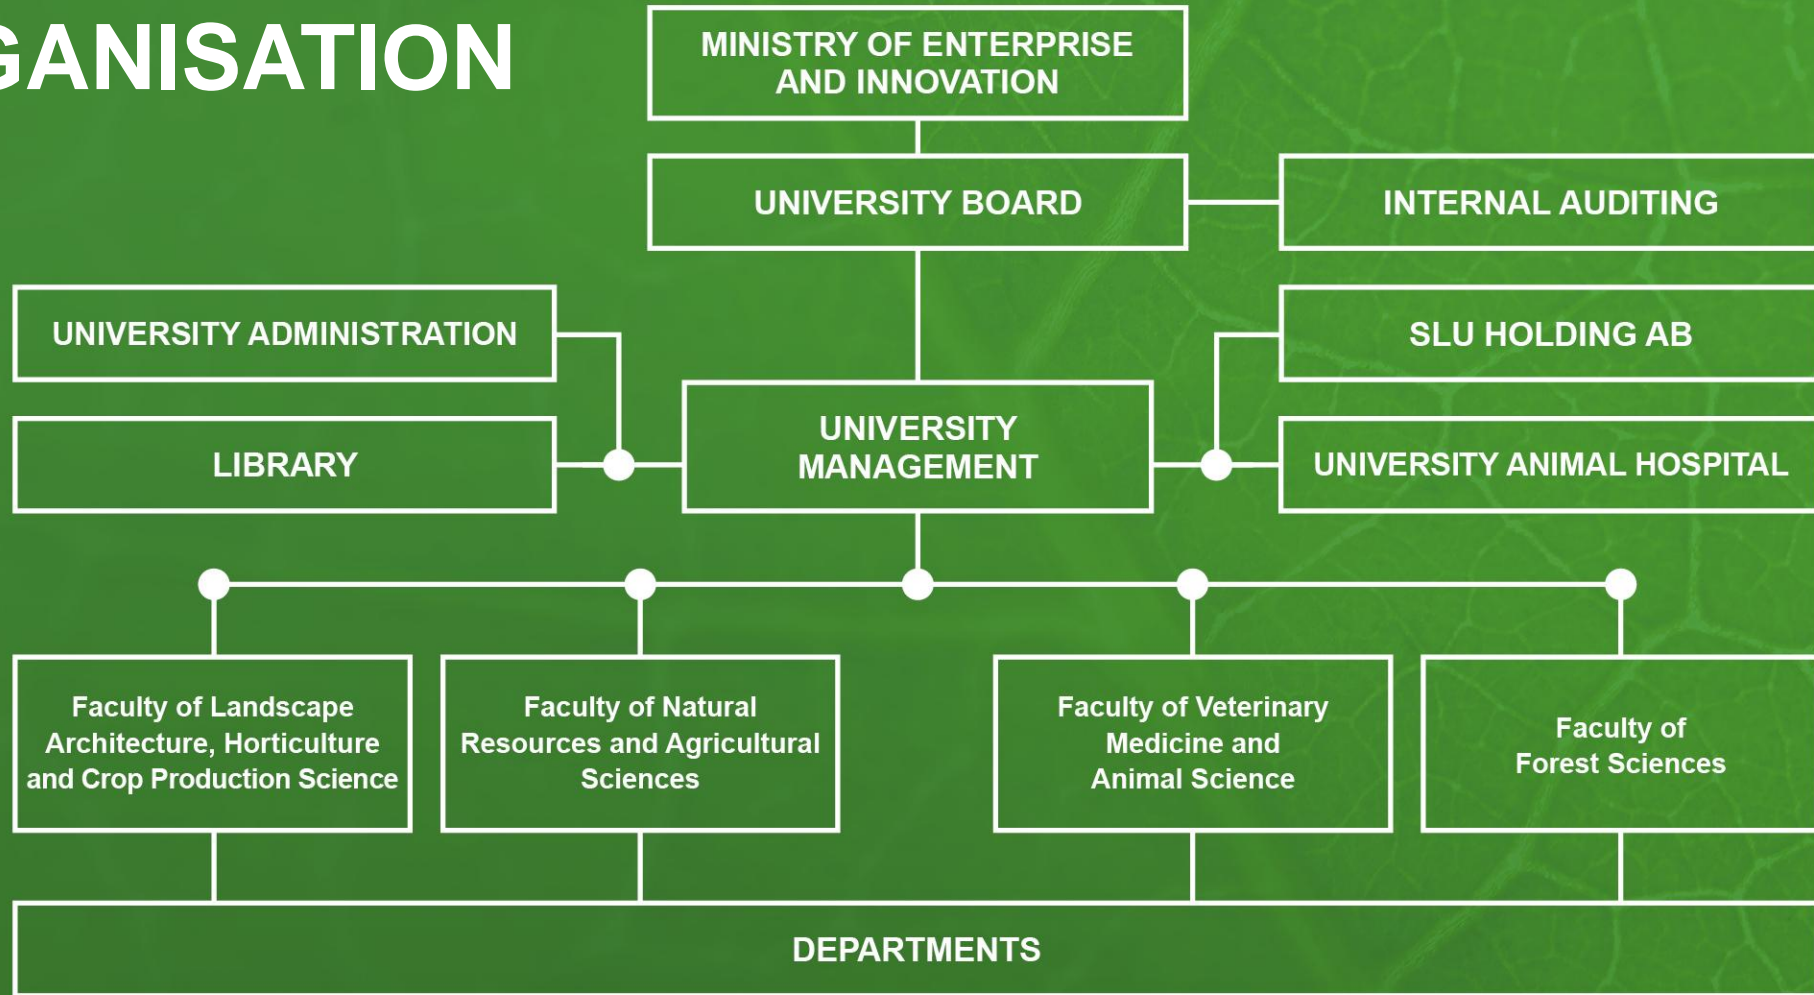 GANISATION
MINISTRY OF ENTERPRISE
AND INNOVATION
UNIVERSITY BOARD
INTERNAL AUDITING
UNIVERSITY ADMINISTRATION
SLU HOLDING AB
LIBRARY
UNIVERSITY
MANAGEMENT
UNIVERSITY ANIMAL HOSPITAL
Faculty of Landscape
Architecture, Horticulture
and Crop Production Science
Faculty of Natural
Resources and Agricultural
Sciences
Faculty of Veterinary
Medicine and
Animal Science
Faculty of
Forest Sciences
DEPARTMENTS